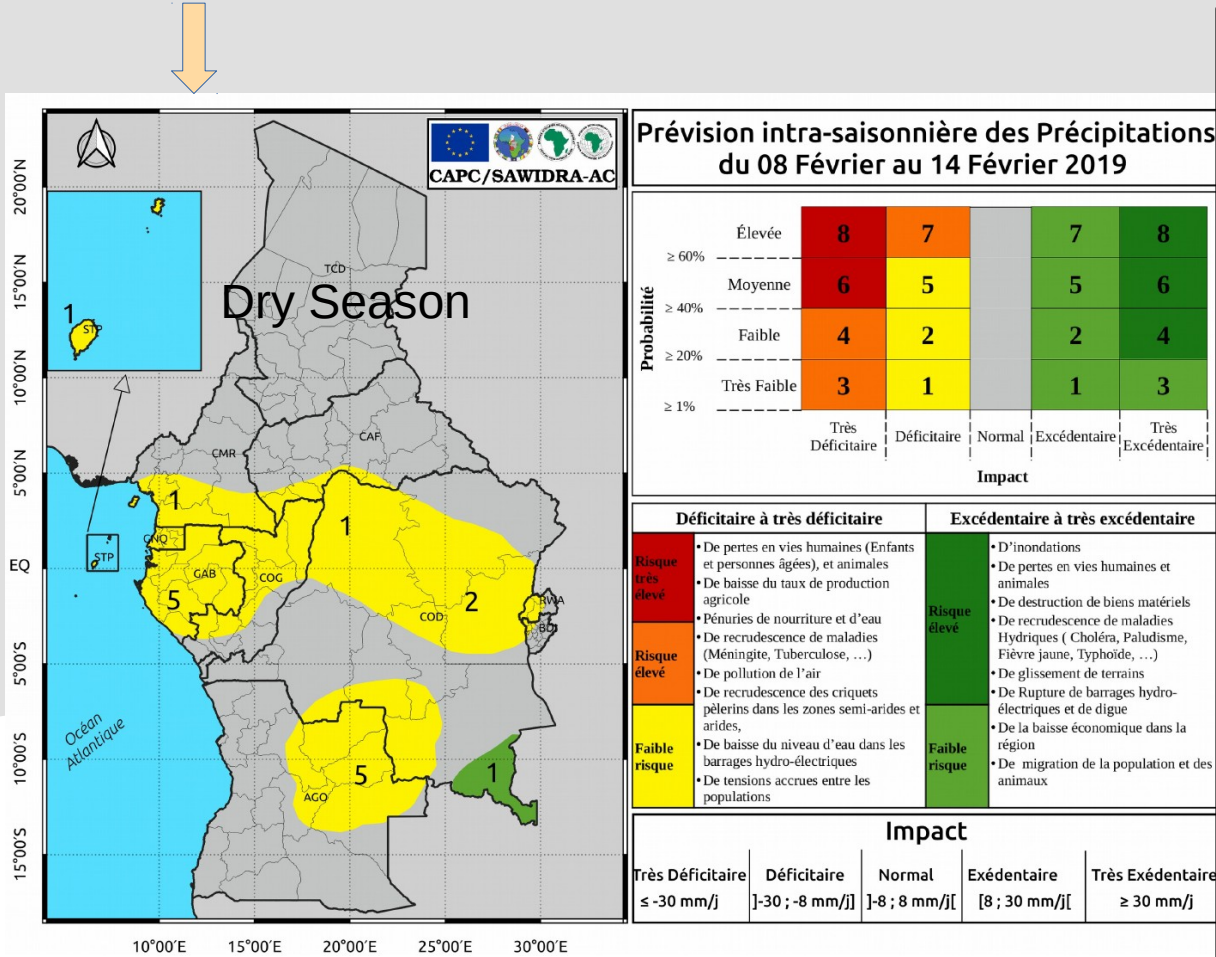 CAPC/SAWIDRA-AC
Dry Season
TCD
CAF
CMR
GNQ
STP
GAB
COG
COD
RWA
AGO
STP
1
1
1
2
5
5
1
Océan
Atlantique
20°00'N
15°00'N
10°00'N
5°00'N
EQ
5°00'S
10°00'S
15°00'S
10°00'E
15°00'E
20°00'E
25°00'E
30°00'E
Prévision intra-saisonnière des Précipitations
du 08 Février au 14 Février 2019
Probabilité
Élevée
8 7 7 8
≥ 60%
Moyenne
6 5 5 6
≥ 40%
Faible
4 2 2 4
≥ 20%
Très Faible
3 1 1 3
≥ 1%
Très
Déficitaire
Déficitaire
Normal
Excédentaire
Très
Excédentaire
Impact
Déficitaire à très déficitaire
Risque
très
élevé
Risque
élevé
Faible
risque
•De pertes en vies humaines (Enfants
et personnes âgées), et animales
•De baisse du taux de production
agricole
•Pénuries de nourriture et d’eau
•De recrudescence de maladies
(Méningite, Tuberculose, …)
•De pollution de l’air
•De recrudescence des criquets
pèlerins dans les zones semi-arides et
arides,
•De baisse du niveau d’eau dans les
barrages hydro-électriques
•De tensions accrues entre les
populations
Excédentaire à très excédentaire
Risque
élevé
Faible
risque
•D’inondations
•De pertes en vies humaines et
animales
•De destruction de biens matériels
•De recrudescence de maladies
Hydriques ( Choléra, Paludisme,
Fièvre jaune, Typhoïde, …)
•De glissement de terrains
•De Rupture de barrages hydro-
électriques et de digue
•De la baisse économique dans la
région
•De migration de la population et des
animaux
Impact
Très Déficitaire Déficitaire Normal Exédentaire Très Exédentaire
≤ -30 mm/j ]-30 ; -8 mm/j] ]-8 ; 8 mm/j[ [8 ; 30 mm/j[ ≥ 30 mm/j